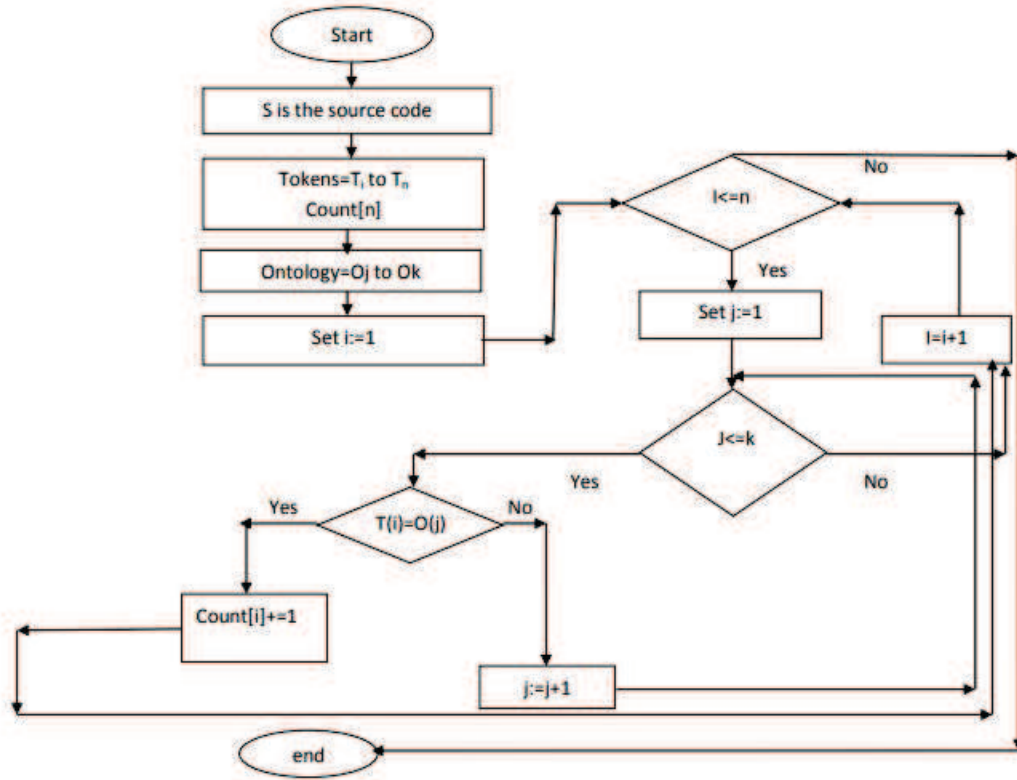 Start
S is the source code
Tokens=Ti to Tn
Count[n]
Ontology=Oj to Ok
Set i:=1
I<=n
No
Yes
Set j:=1
I=i+1
J<=k
Yes
No
T(i)=O(j)
Yes
No
Count[i]+=1
j:=j+1
end